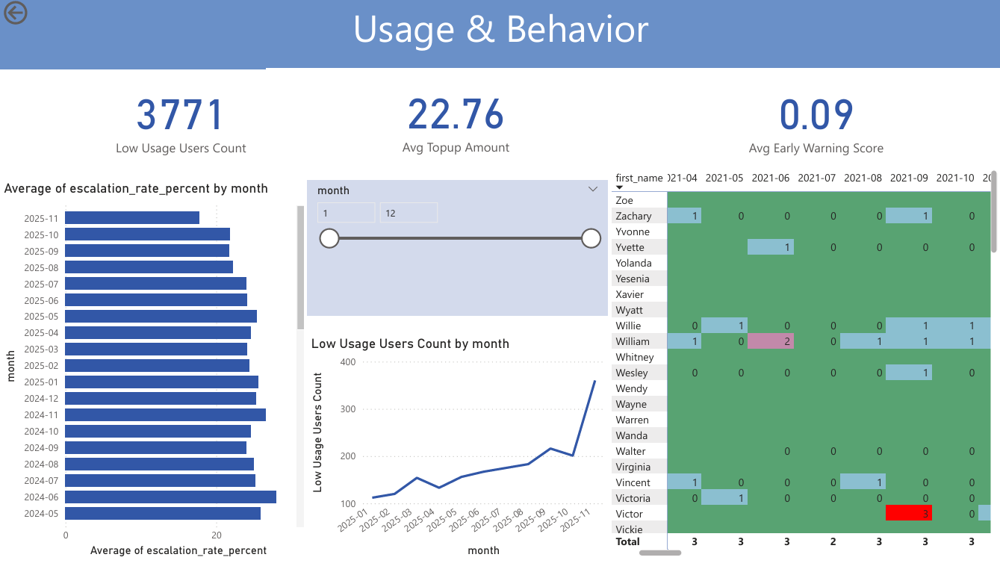 Usage & Behavior
3771
Low Usage Users Count
22.76
Avg Topup Amount
0.09
Avg Early Warning Score
Average of escalation_rate_percent by month
month
2025-11
2025-10
2025-09
2025-08
2025-07
2025-06
2025-05
2025-04
2025-03
2025-02
2025-01
2024-12
2024-11
2024-10
2024-09
2024-08
2024-07
2024-06
2024-05
0 20
Average of escalation_rate_percent
month
1 12
Low Usage Users Count by month
Low Usage Users Count
400
300
200
100
2025-01 2025-02 2025-03 2025-04 2025-05 2025-06 2025-07 2025-08 2025-09 2025-10 2025-11
month
first_name 021-04 2021-05 2021-06 2021-07 2021-08 2021-09 2021-10 20
Zoe
Zachary 1 0 0 0 0 1 0
Yvonne
Yvette 1 0 0 0 0
Yolanda
Yesenia
Xavier
Wyatt
Willie 0 1 0 0 0 1 1
William 1 0 2 0 1 1 1
Whitney
Wesley 0 0 0 0 0 1 0
Wendy
Wayne
Warren
Wanda
Walter 0 0 0 0 0
Virginia
Vincent 1 0 0 0 1 0 0
Victoria 0 1 0 0 0 0 0
Victor 3 0
Vickie
Total 3 3 3 2 3 3 3